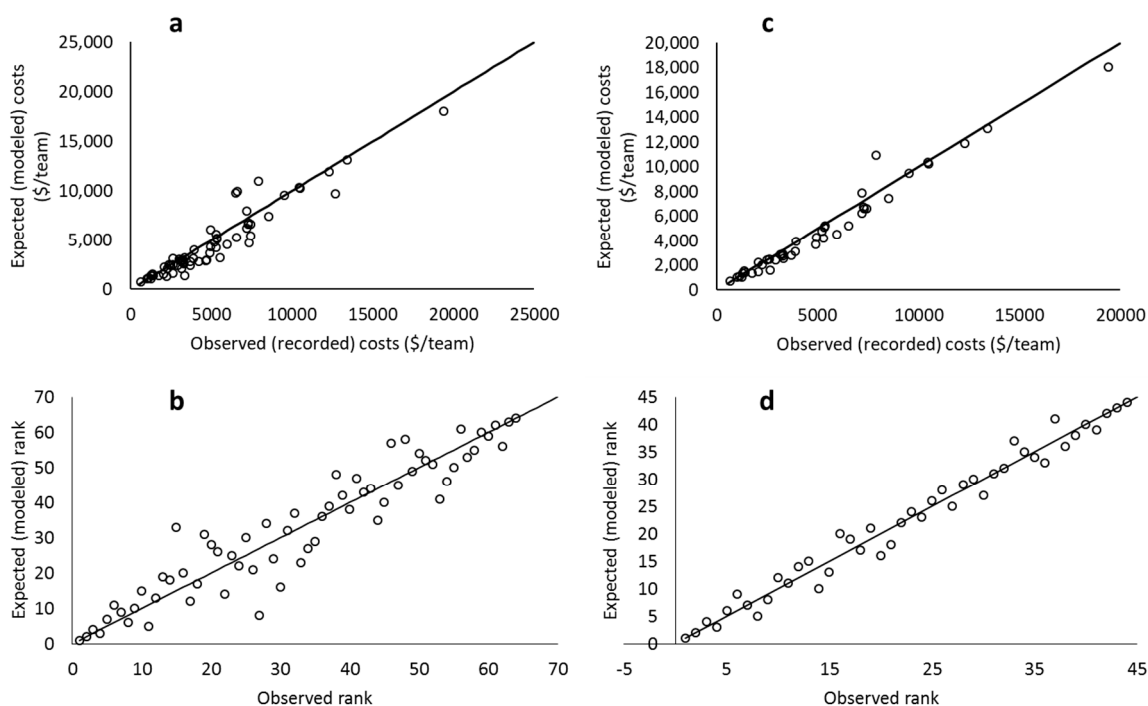 a
25,000
20,000
15,000
10,000
5,000
0
0 5000 10000 15000 20000 25000
Expected (modeled) costs
($/team)
Observed (recorded) costs ($/team)
c
20,000
18,000
16,000
14,000
12,000
10,000
8,000
6,000
4,000
2,000
0
0 5000 10000 15000 20000
Expected (modeled) costs
($/team)
Observed (recorded) costs ($/team)
b
70
60
50
40
30
20
10
0
0 10 20 30 40 50 60 70
Expected (modeled) rank
Observed rank
d
45
40
35
30
25
20
15
10
5
0
-5 5 15 25 35 45
Expected (modeled) rank
Observed rank